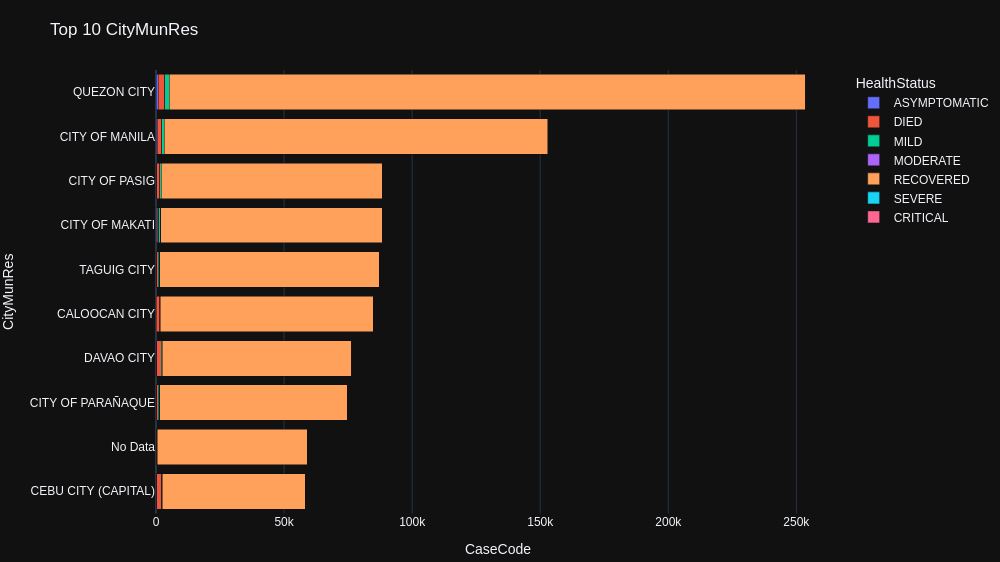 Top 10 CityMunRes
HealthStatus
ASYMPTOMATIC
DIED
MILD
MODERATE
RECOVERED
SEVERE
CRITICAL
CityMunRes
QUEZON CITY
CITY OF MANILA
CITY OF PASIG
CITY OF MAKATI
TAGUIG CITY
CALOOCAN CITY
DAVAO CITY
CITY OF PARAÑAQUE
No Data
CEBU CITY (CAPITAL)
0 50k 100k 150k 200k 250k
CaseCode